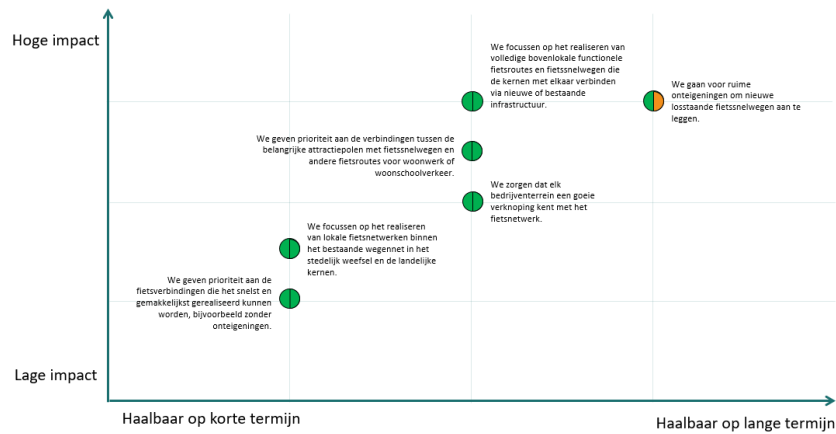 Hoge impact
We focussen op het realiseren van
volledige bovenlokale functionele
fietsroutes en fietssnelwegen die
de kernen met elkaar verbinden
via nieuwe of bestaande
infrastructuur.
We gaan voor ruime
onteigeningen om nieuwe
losstaande fietssnelwegen aan te
leggen.
We geven prioriteit aan de verbindingen tussen de
belangrijke attractiepolen met fietssnelwegen en
andere fietsroutes voor woonwerk of
woonschoolverkeer.
We zorgen dat elk
bedrijventerrein een goeie
verknoping kent met het
fietsnetwerk.
We focussen op het realiseren
van lokale fietsnetwerken binnen
het bestaande wegennet in het
stedelijk weefsel en de landelijke
kernen.
We geven prioriteit aan de
fietsverbindingen die het snelst en
gemakkelijkst gerealiseerd kunnen
worden, bijvoorbeeld zonder
onteigeningen.
Lage impact
Haalbaar op korte termijn
Haalbaar op lange termijn